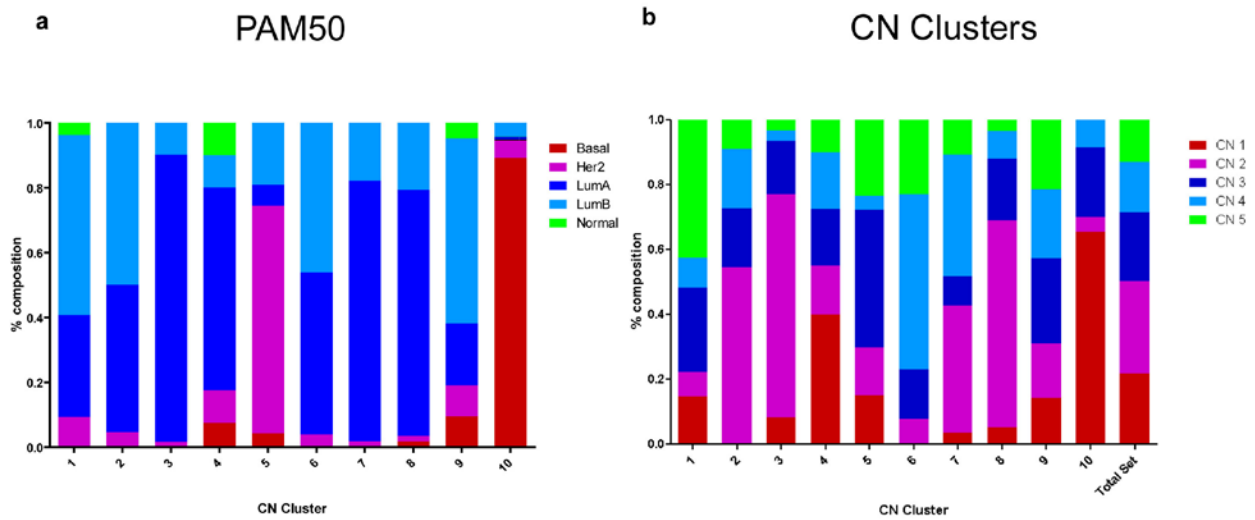 a
PAM50
% composition
1.0
0.8
0.6
0.4
0.2
0.0
1 2 3 4 5 6 7 8 9 10
CN Cluster
Basal
Her2
LumA
LumB
Normal
b
CN Clusters
% composition
1.0
0.8
0.6
0.4
0.2
0.0
1 2 3 4 5 6 7 8 9 10 Total Set
CN Cluster
CN 1
CN 2
CN 3
CN 4
CN 5